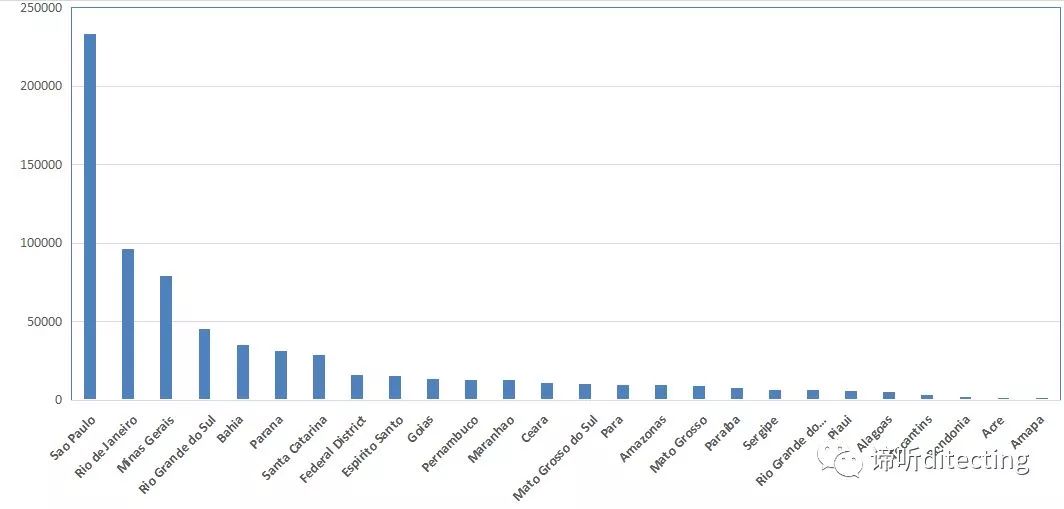 250000
200000
150000
100000
50000
0
Sao Paulo
Rio de Janeiro
Minas Gerais
Rio Grande do Sul
Bahia
Parana
Santa Catarina
Federal District
Espirito Santo
Goias
Pernambuco
Maranhao
Ceara
Mato Grosso do Sul
Para
Amazonas
Mato Grosso
Paraiba
Sergipe
Rio Grande do...
Piaui
Alagoas
Acre
Amapa
谛听ditecting